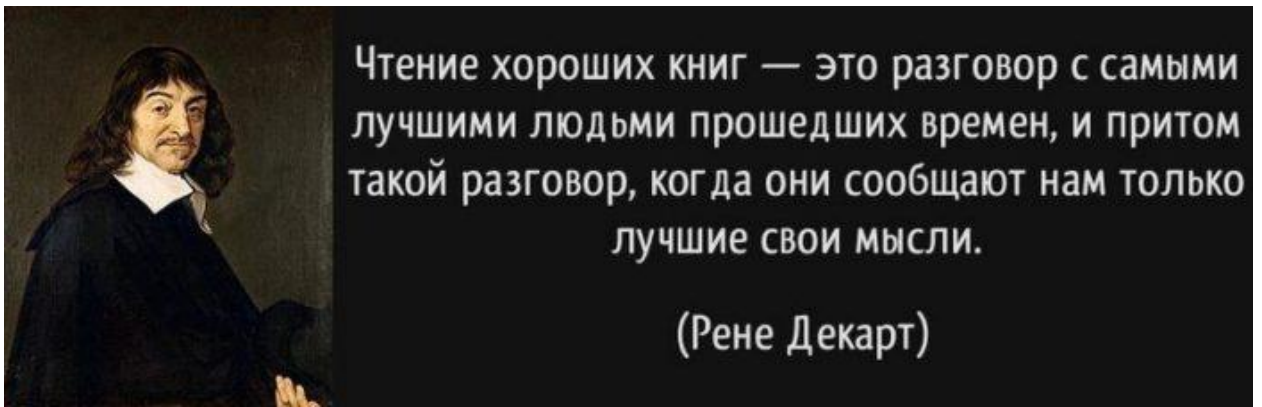 Чтение хороших книг — это разговор с самыми
лучшими людьми прошедших времен, и притом
такой разговор, когда они сообщают нам только
лучшие свои мысли.
(Рене Декарт)